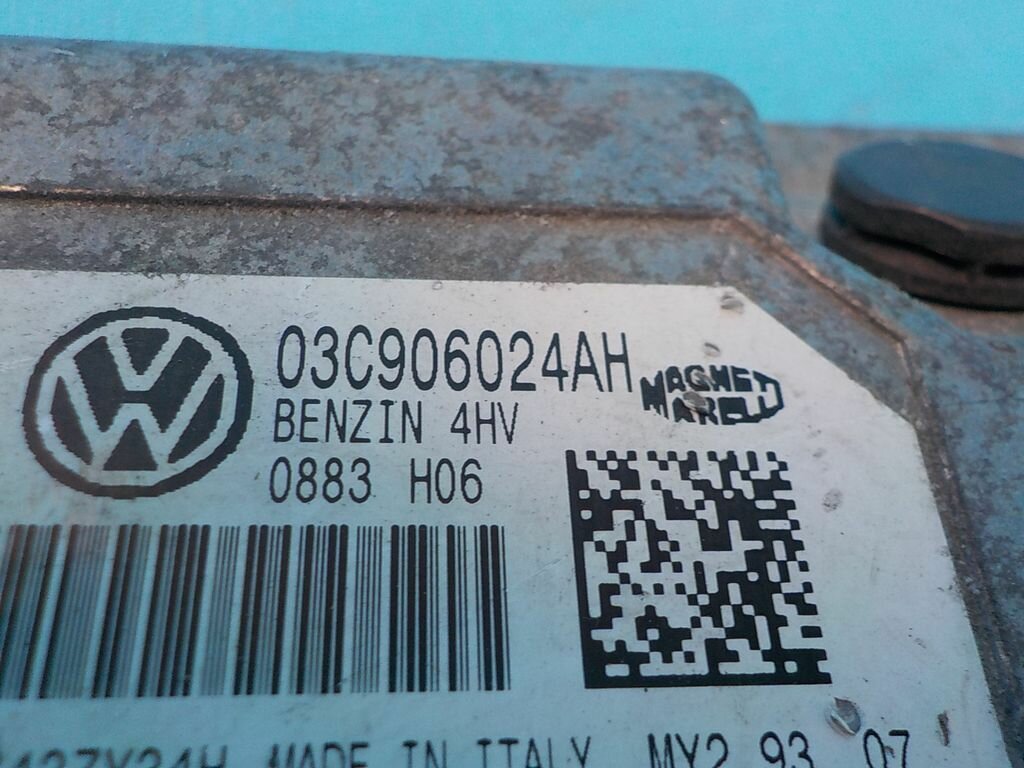 03C906024AH
MAGNETI
MARELLI
BENZIN 4HV
0883 H06
MADE IN ITALY MY2 93 07